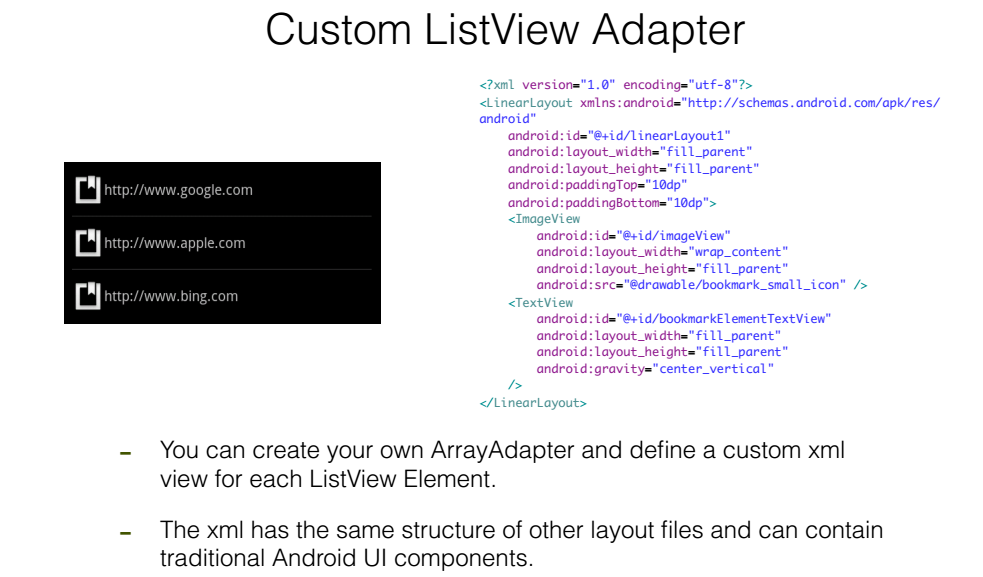 Custom ListView Adapter
http://www.google.com
http://www.apple.com
http://www.bing.com
<?xml version="1.0" encoding="utf-8"?>
<LinearLayout xmlns:android="http://schemas.android.com/apk/res/
android"
android:id="@+id/linearLayout1"
android:layout_width="fill_parent"
android:layout_height="fill_parent"
android:paddingTop="10dp"
android:paddingBottom="10dp">
<ImageView
android:id="@+id/imageView"
android:layout_width="wrap_content"
android:layout_height="fill_parent"
android:src="@drawable/bookmark_small_icon" />
<TextView
android:id="@+id/bookmarkElementTextView"
android:layout_width="fill_parent"
android:layout_height="fill_parent"
android:gravity="center_vertical"
/>
</LinearLayout>
- You can create your own ArrayAdapter and define a custom xml
view for each ListView Element.
- The xml has the same structure of other layout files and can contain
traditional Android UI components.